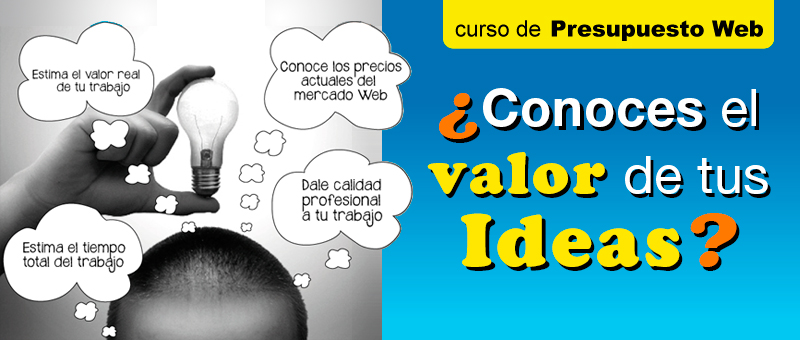 curso de Presupuesto Web
¿Conoces el
valor de tus
Ideas?
Estima el valor real
de tu trabajo
Conoce los precios
actuales del
mercado Web
Dale calidad
profesional
a tu trabajo
Estima el tiempo
total del trabajo